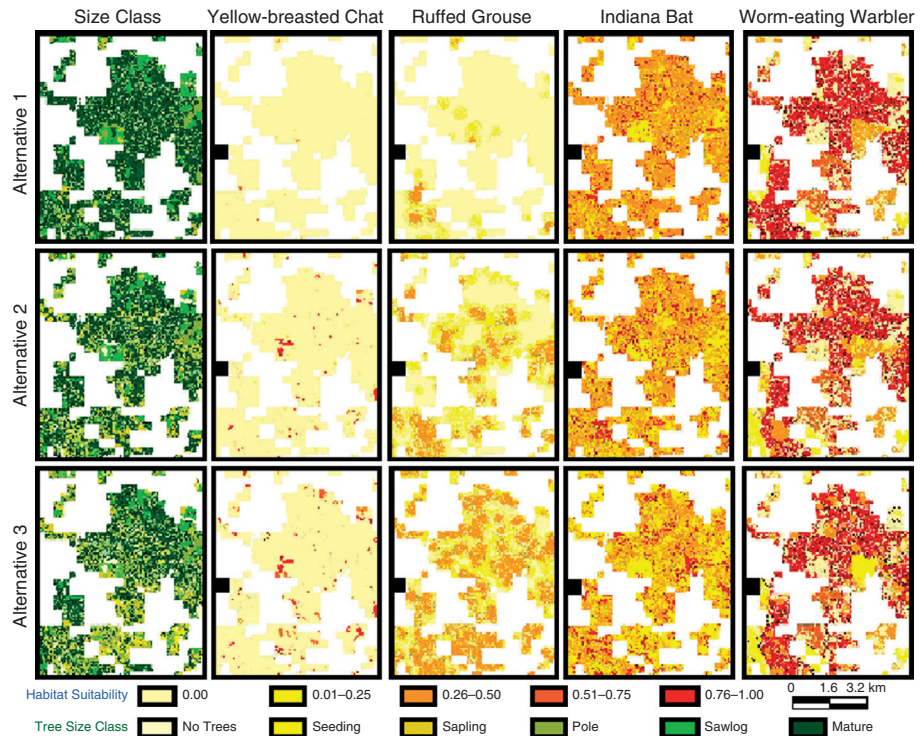 Size Class Yellow-breasted Chat Ruffed Grouse Indiana Bat Worm-eating Warbler
Alternative 1
Alternative 2
Alternative 3
Habitat Suitability 0.00 0.01–0.25 0.26–0.50 0.51–0.75 0.76–1.00 0 1.6 3.2 km
Tree Size Class No Trees Seeding Sapling Pole Sawlog Mature